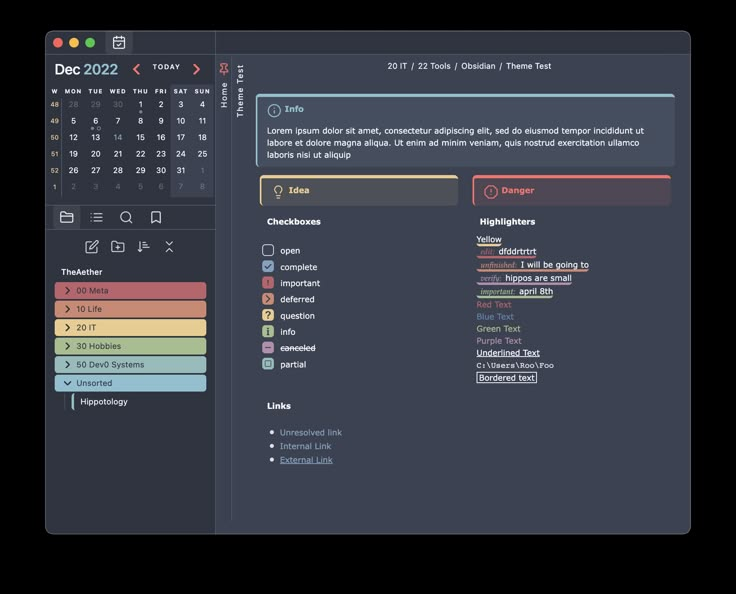 Dec 2022
TODAY
W MON TUE WED THU FRI SAT SUN
48 28 29 30 1 2 3 4
49 5 6 7 8 9 10 11
50 12 13 14 15 16 17 18
51 19 20 21 22 23 24 25
52 26 27 28 29 30 31 1
1 2 3 4 5 6 7 8
TheAether
00 Meta
10 Life
20 IT
30 Hobbies
50 Dev0 Systems
Unsorted
Hippotology
Home
Theme Test
20 IT / 22 Tools / Obsidian / Theme Test
Info
Lorem ipsum dolor sit amet, consectetur adipiscing elit, sed do eiusmod tempor incididunt ut
labore et dolore magna aliqua. Ut enim ad minim veniam, quis nostrud exercitation ullamco
laboris nisi ut aliquip
Idea
Danger
Checkboxes
open
complete
important
deferred
question
info
canceled
partial
Highlighters
Yellow
edit: dfddrtrtrt
unfinished: I will be going to
verify: hippos are small
important: april 8th
Red Text
Blue Text
Green Text
Purple Text
Underlined Text
C:\Users\Roo\Foo
Bordered text
Links
Unresolved link
Internal Link
External Link